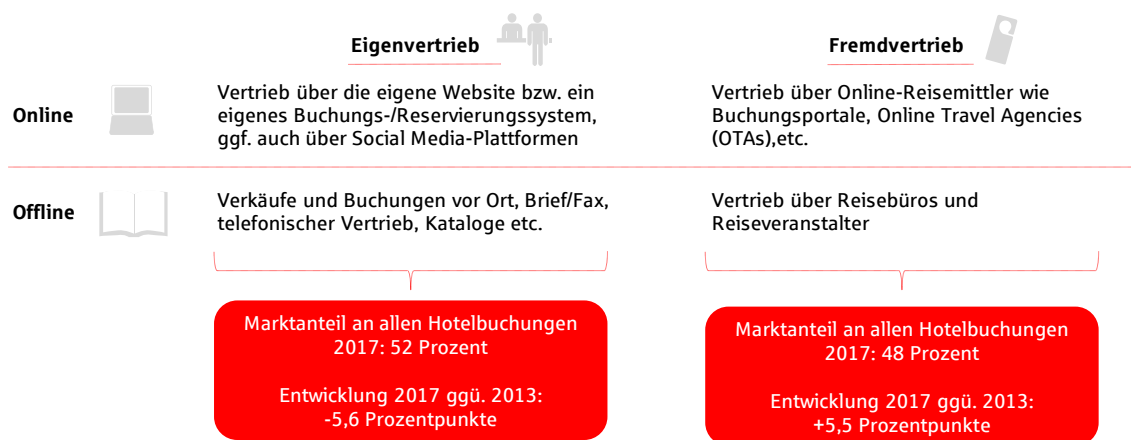 Eigenvertrieb
Fremdvertrieb
Online
Vertrieb über die eigene Website bzw. ein
eigenes Buchungs-/Reservierungssystem,
ggf. auch über Social Media-Plattformen
Vertrieb über Online-Reisemittler wie
Buchungsportale, Online Travel Agencies
(OTAs),etc.
Offline
Verkäufe und Buchungen vor Ort, Brief/Fax,
telefonischer Vertrieb, Kataloge etc.
Vertrieb über Reisebüros und
Reiseveranstalter
Marktanteil an allen Hotelbuchungen
2017: 52 Prozent
Entwicklung 2017 ggü. 2013:
-5,6 Prozentpunkte
Marktanteil an allen Hotelbuchungen
2017: 48 Prozent
Entwicklung 2017 ggü. 2013:
+5,5 Prozentpunkte